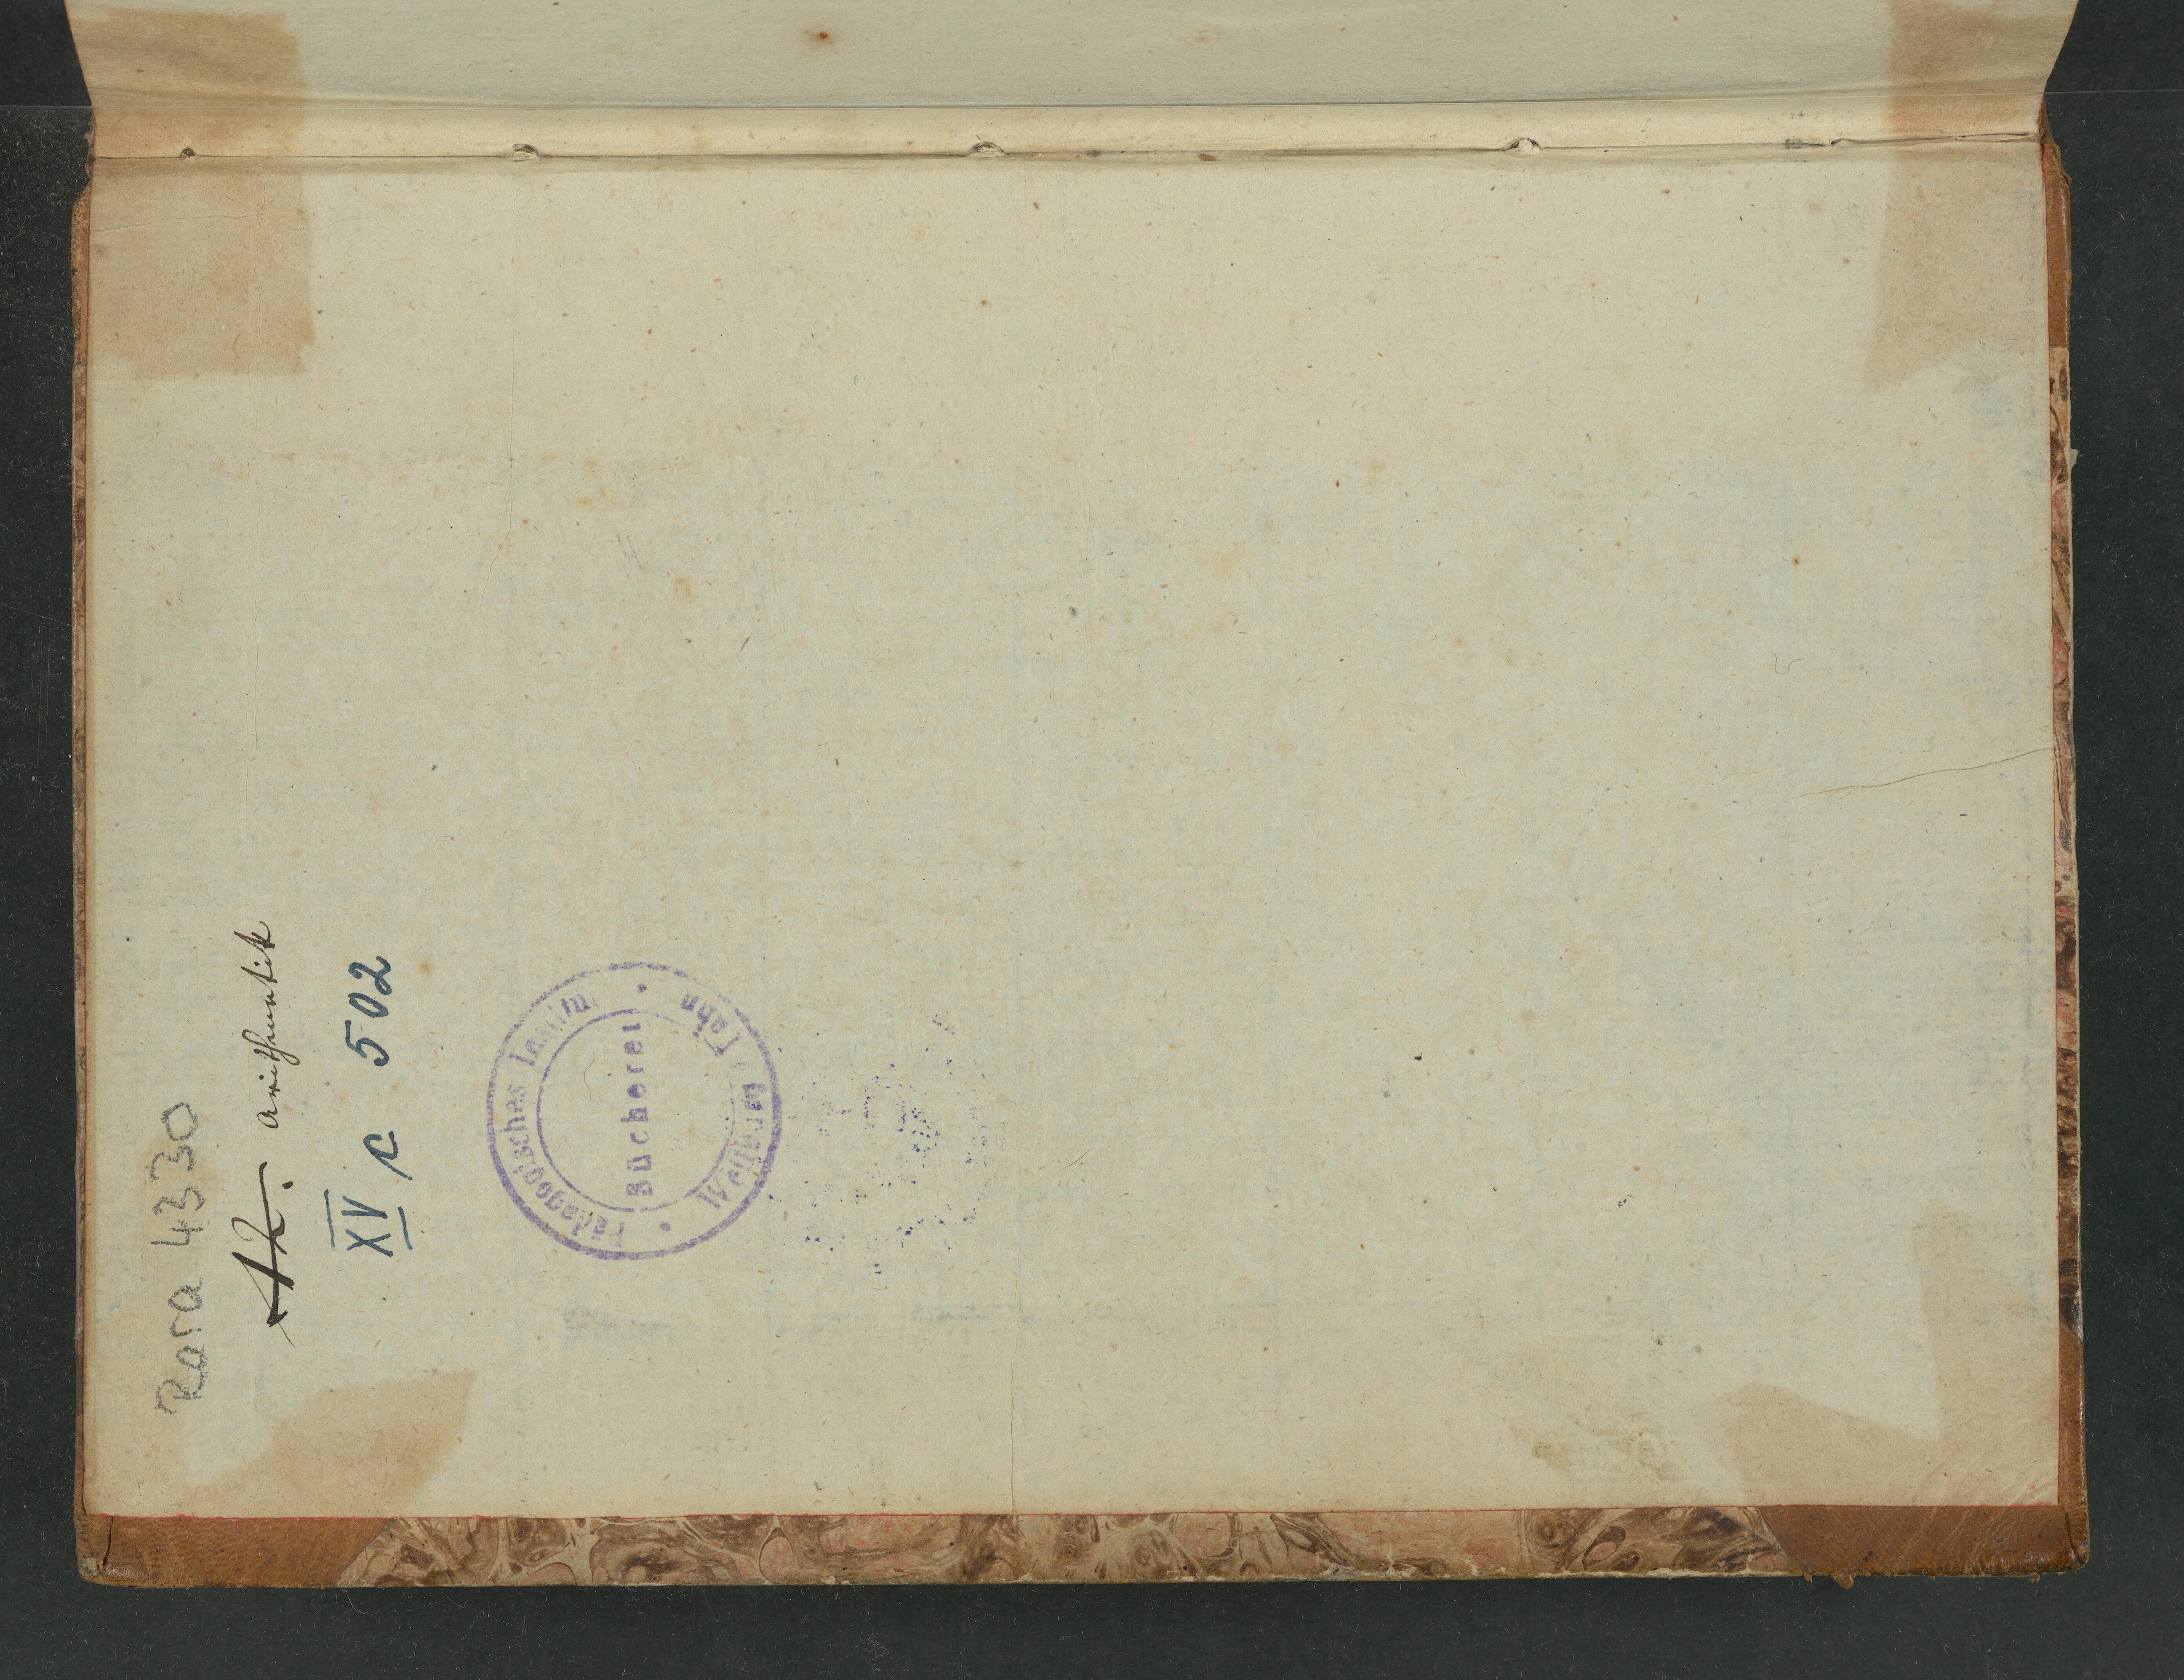 Rara 4330
Arithmetik
XV c 502
Pädagogisches Institut
Bücherei
Weilburg [Lahn